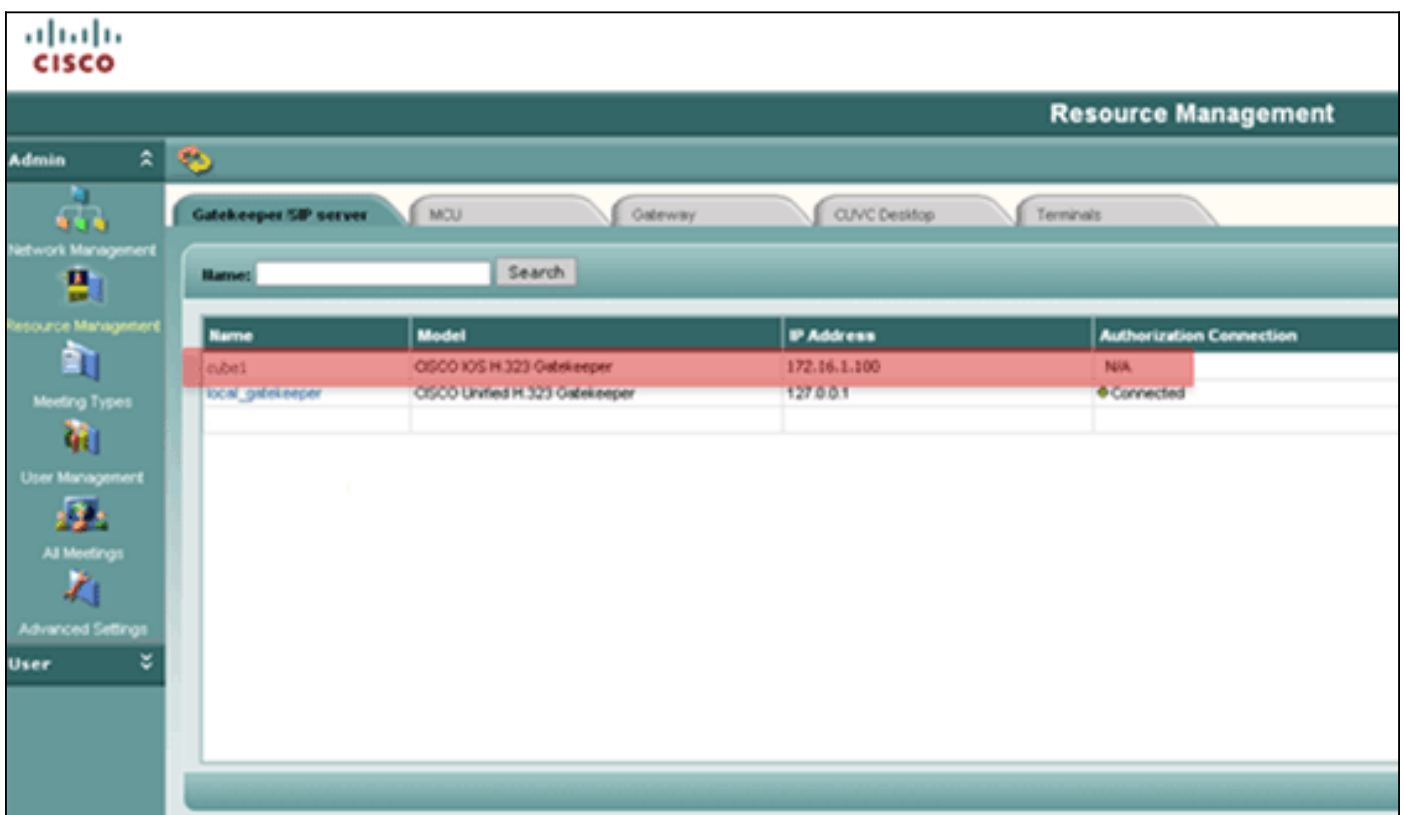 CISCO
Resource Management
Admin
Gatekeeper/SIP server MCU Gateway CUVC Desktop Terminals
Network Management
Name: Search
Resource Management
Name Model IP Address Authorization Connection
cube1 CISCO IOS H.323 Gatekeeper 172.16.1.100 N/A
local_gatekeeper CISCO Unified H.323 Gatekeeper 127.0.0.1 Connected
Meeting Types
User Management
All Meetings
Advanced Settings
User